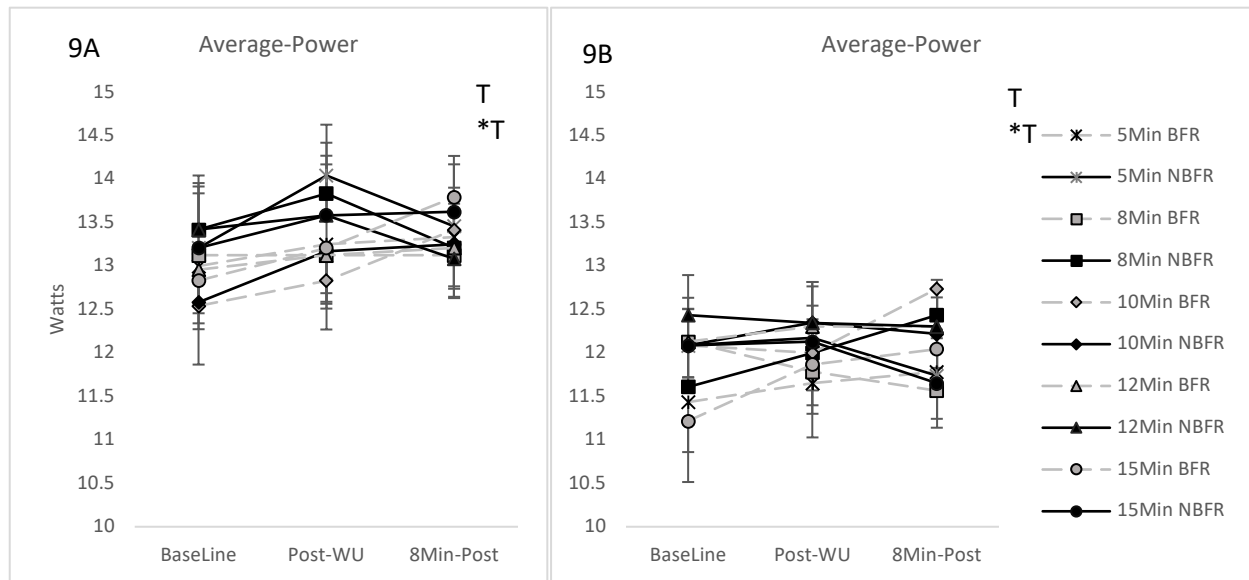 9A
Average-Power
T
*T
15
14.5
14
13.5
13
12.5
12
11.5
11
10.5
10
Watts
BaseLine Post-WU 8Min-Post
9B
Average-Power
T
*T
15
14.5
14
13.5
13
12.5
12
11.5
11
10.5
10
BaseLine Post-WU 8Min-Post
5Min BFR
5Min NBFR
8Min BFR
8Min NBFR
10Min BFR
10Min NBFR
12Min BFR
12Min NBFR
15Min BFR
15Min NBFR